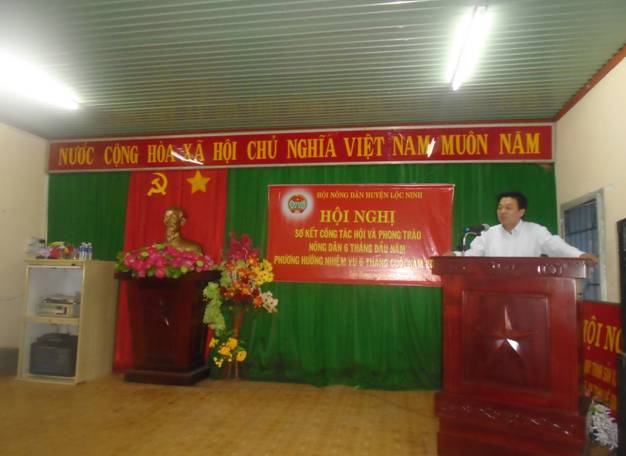 NƯỚC CỘNG HÒA XÃ HỘI CHỦ NGHĨA VIỆT NAM MUÔN NĂM
HỘI NÔNG DÂN HUYỆN LỘC NINH
HỘI NGHỊ
SƠ KẾT CÔNG TÁC HỘI VÀ PHONG TRÀO
NÔNG DÂN 6 THÁNG ĐẦU NĂM
PHƯƠNG HƯỚNG NHIỆM VỤ 6 THÁNG CUỐI NĂM
HỘI